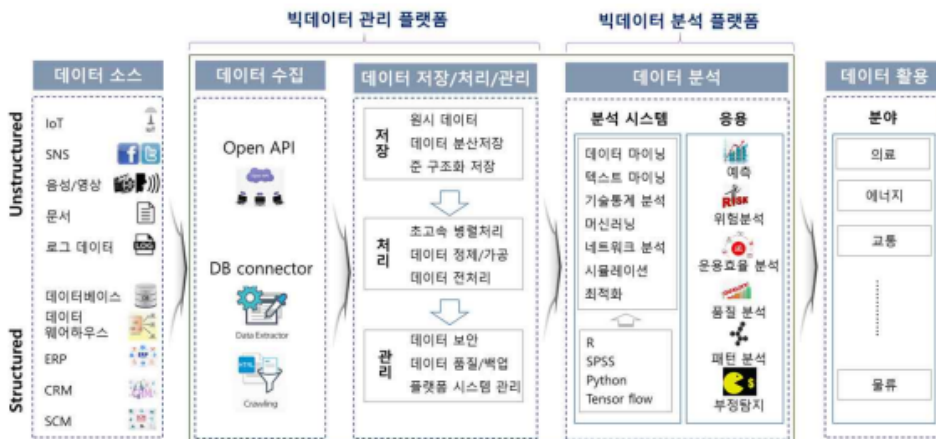 빅데이터 관리 플랫폼
빅데이터 분석 플랫폼
데이터 소스
데이터 수집
데이터 저장/처리/관리
데이터 분석
데이터 활용
Unstructured
IoT
SNS
음성/영상
문서
로그 데이터
LOG
Structured
데이터베이스
데이터
웨어하우스
ERP
CRM
SCM
Open API
DB connector
Data Extractor
HTML
Crawling
저장
원시 데이터
데이터 분산저장
준 구조화 저장
처리
초고속 병렬처리
데이터 정제/가공
데이터 전처리
관리
데이터 보안
데이터 품질/백업
플랫폼 시스템 관리
분석 시스템
데이터 마이닝
텍스트 마이닝
기술통계 분석
머신러닝
네트워크 분석
시뮬레이션
최적화
R
SPSS
Python
Tensor flow
응용
예측
RISK
위험분석
운용효율 분석
품질 분석
패턴 분석
부정탐지
분야
의료
에너지
교통
물류